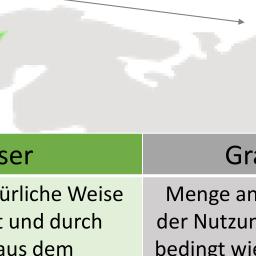 ser
Gra
ürliche Weise
t und durch
aus dem
Menge an
der Nutzun
bedingt wie